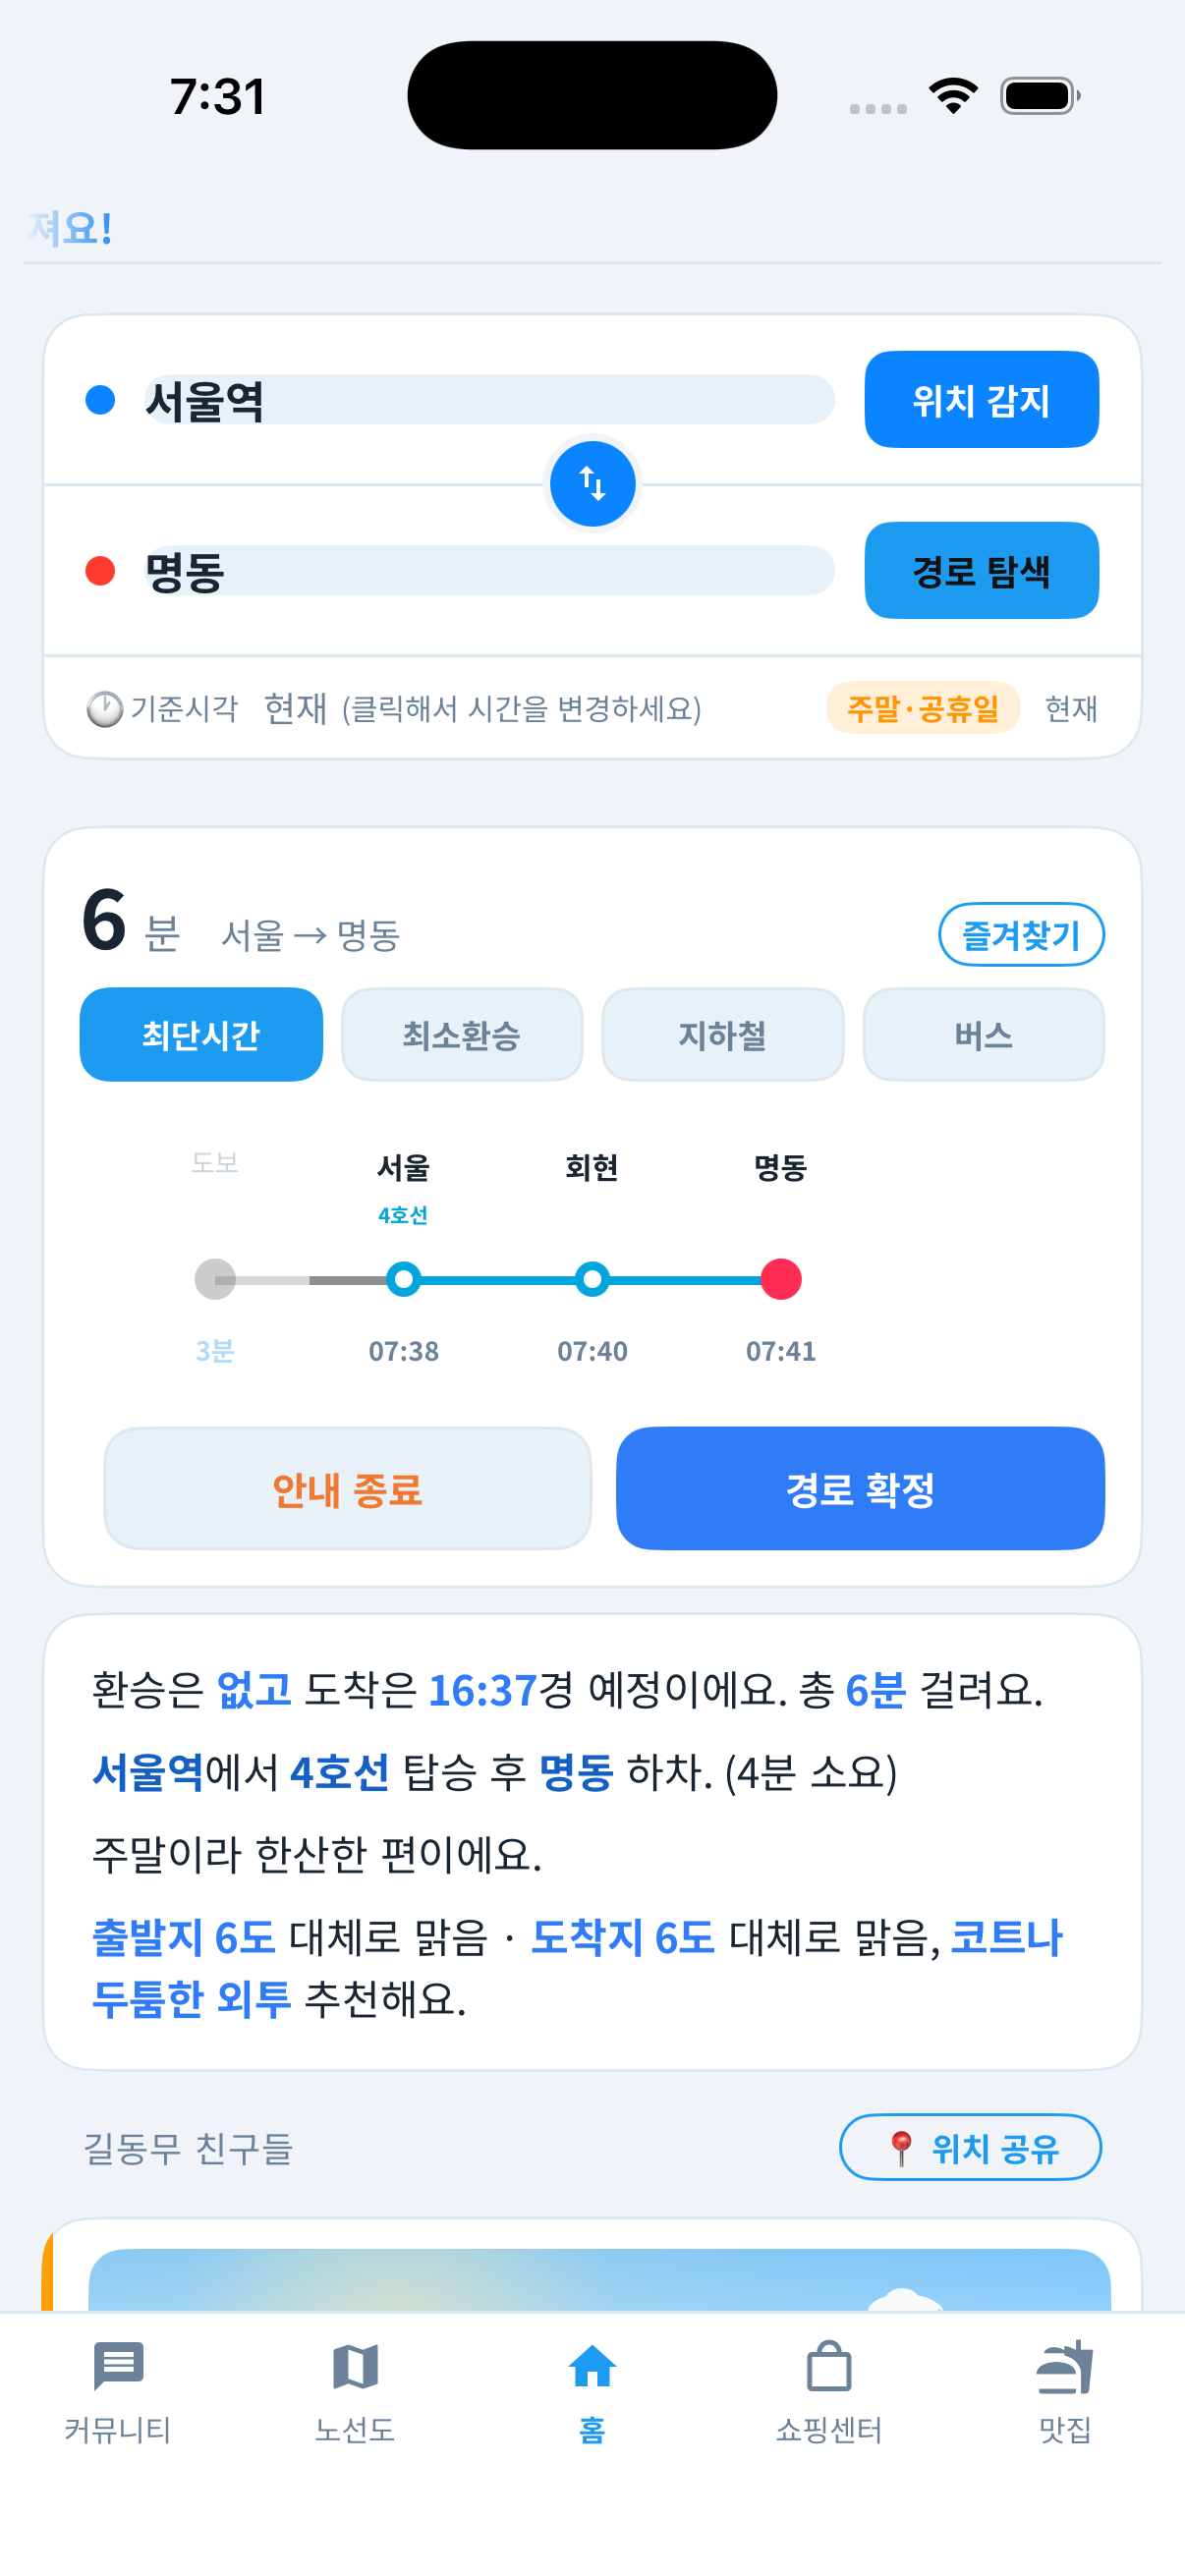 7:31
져요!
서울역
위치 감지
명동
경로 탐색
기준시각 현재 (클릭해서 시간을 변경하세요) 주말·공휴일 현재
6 분 서울 → 명동 즐겨찾기
최단시간 최소환승 지하철 버스
도보 서울 회현 명동
4호선
3분 07:38 07:40 07:41
안내 종료 경로 확정
환승은 없고 도착은 16:37경 예정이에요. 총 6분 걸려요.
서울역에서 4호선 탑승 후 명동 하차. (4분 소요)
주말이라 한산한 편이에요.
출발지 6도 대체로 맑음 · 도착지 6도 대체로 맑음, 코트나
두툼한 외투 추천해요.
길동무 친구들 위치 공유
커뮤니티 노선도 홈 쇼핑센터 맛집